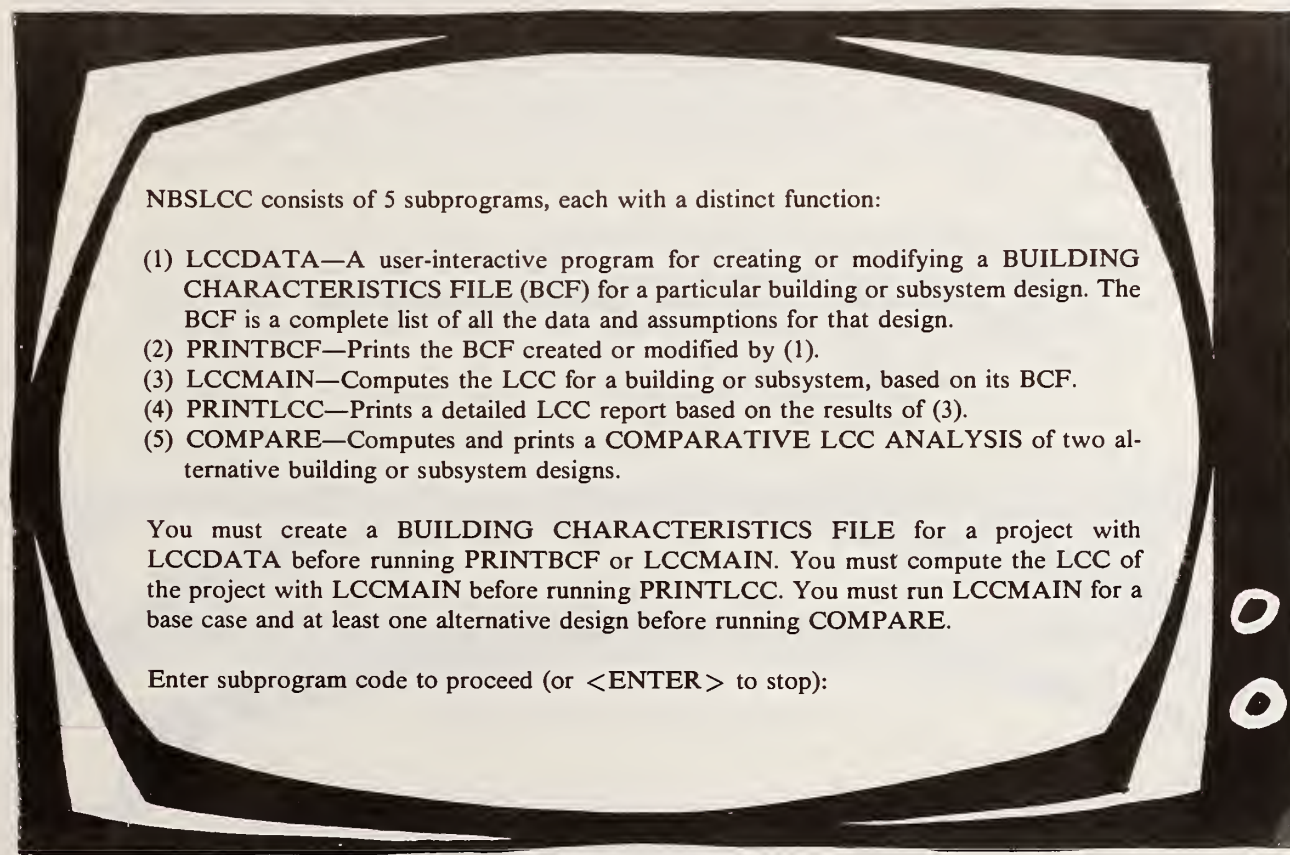 NBSLCC consists of 5 subprograms, each with a distinct function:
(1) LCCDATA—A user-interactive program for creating or modifying a BUILDING
CHARACTERISTICS FILE (BCF) for a particular building or subsystem design. The
BCF is a complete list of all the data and assumptions for that design.
(2) PRINTBCF—Prints the BCF created or modified by (1).
(3) LCCMAIN—Computes the LCC for a building or subsystem, based on its BCF.
(4) PRINTLCC—Prints a detailed LCC report based on the results of (3).
(5) COMPARE—Computes and prints a COMPARATIVE LCC ANALYSIS of two al-
ternative building or subsystem designs.
You must create a BUILDING CHARACTERISTICS FILE for a project with
LCCDATA before running PRINTBCF or LCCMAIN. You must compute the LCC of
the project with LCCMAIN before running PRINTLCC. You must run LCCMAIN for a
base case and at least one alternative design before running COMPARE.
Enter subprogram code to proceed (or <ENTER> to stop):